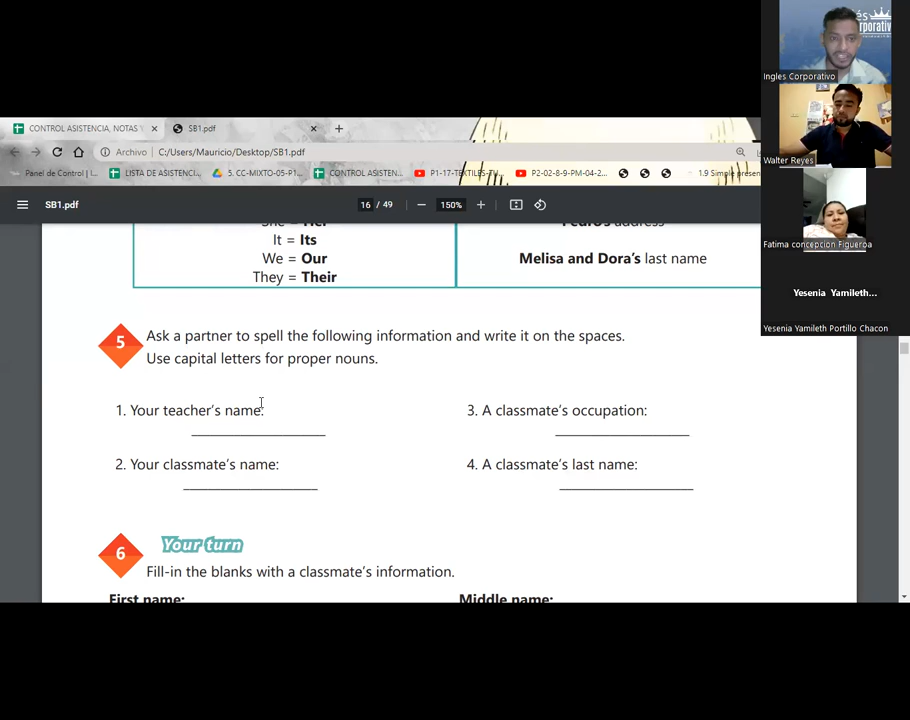 CONTROL ASISTENCIA, NOTAS
SB1.pdf
Archivo
C:/Users/Mauricio/Desktop/SB1.pdf
Panel de Control | I...
LISTA DE ASISTENCI...
5. CC-MIXTO-05-P1...
CONTROL ASISTEN...
P1-17-TEXTILES-TV...
P2-02-8-9-PM-04-2...
1.9 Simple presen
SB1.pdf
16 / 49
150%
It = Its
We = Our
They = Their
Melisa and Dora's last name
5
Ask a partner to spell the following information and write it on the spaces.
Use capital letters for proper nouns.
1. Your teacher's name:
2. Your classmate's name:
3. A classmate's occupation:
4. A classmate's last name:
6
Your turn
Fill-in the blanks with a classmate's information.
First name:
Middle name:
Ingles Corporativo
Walter Reyes
Fatima concepcion Figueroa
Yesenia Yamileth...
Yesenia Yamileth Portillo Chacon